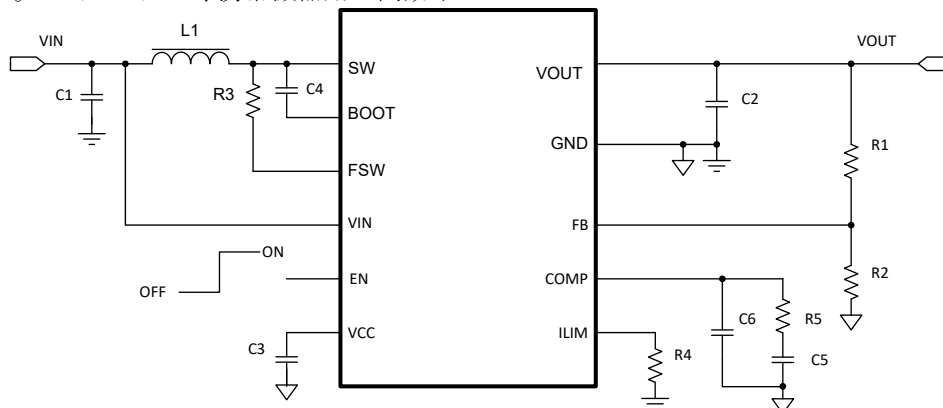 VIN
L1
VOUT
C1
R3
C4
SW
BOOT
FSW
VIN
EN
VCC
VOUT
GND
FB
COMP
ILIM
C2
R1
R2
ON
OFF
C3
C6
R5
C5
R4